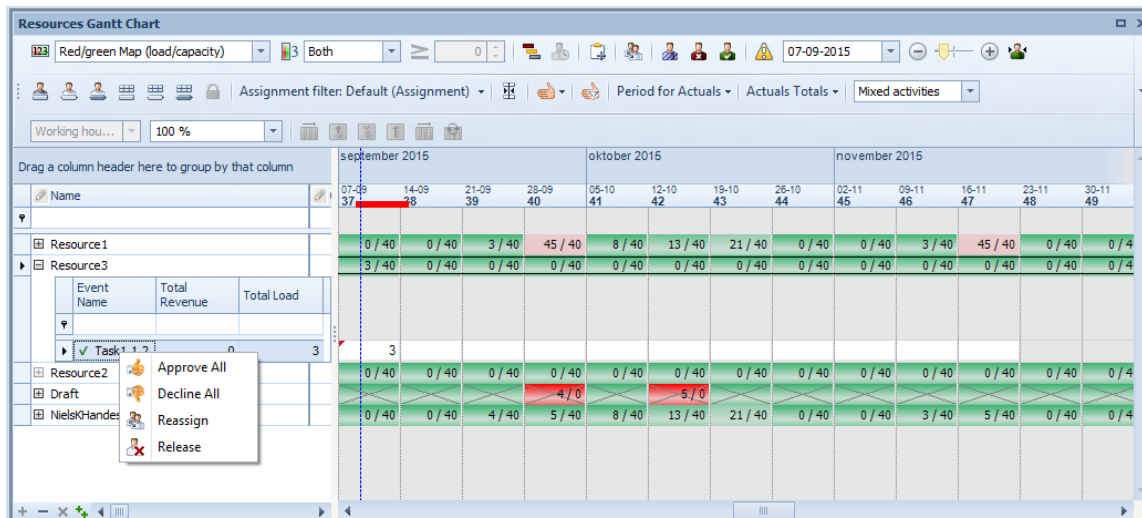 Resources Gantt Chart
123 Red/green Map (load/capacity) 3 Both 0 07-09-2015
Assignment filter: Default (Assignment) Period for Actuals Actuals Totals Mixed activities
Working hou... 100 %
Drag a column header here to group by that column september 2015 oktober 2015 november 2015
Name 07-09 14-09 21-09 28-09 05-10 12-10 19-10 26-10 02-11 09-11 16-11 23-11 30-11
37 38 39 40 41 42 43 44 45 46 47 48 49
Resource1 0 / 40 0 / 40 3 / 40 45 / 40 8 / 40 13 / 40 21 / 40 0 / 40 0 / 40 3 / 40 45 / 40 0 / 40 0 / 4
Resource3 3 / 40 0 / 40 0 / 40 0 / 40 0 / 40 0 / 40 0 / 40 0 / 40 0 / 40 0 / 40 0 / 40 0 / 40 0 / 4
Event Name Total Revenue Total Load
Task1.1.2 0 3 3
Resource2 0 / 40 0 / 40 0 / 40 0 / 40 0 / 40 0 / 40 0 / 40 0 / 40 0 / 40 0 / 40 0 / 40 0 / 40 0 / 4
Draft 4 / 0 5 / 0
NielsKHandes 0 / 40 0 / 40 4 / 40 5 / 40 8 / 40 13 / 40 21 / 40 0 / 40 0 / 40 3 / 40 5 / 40 0 / 40 0 / 4
Approve All
Decline All
Reassign
Release